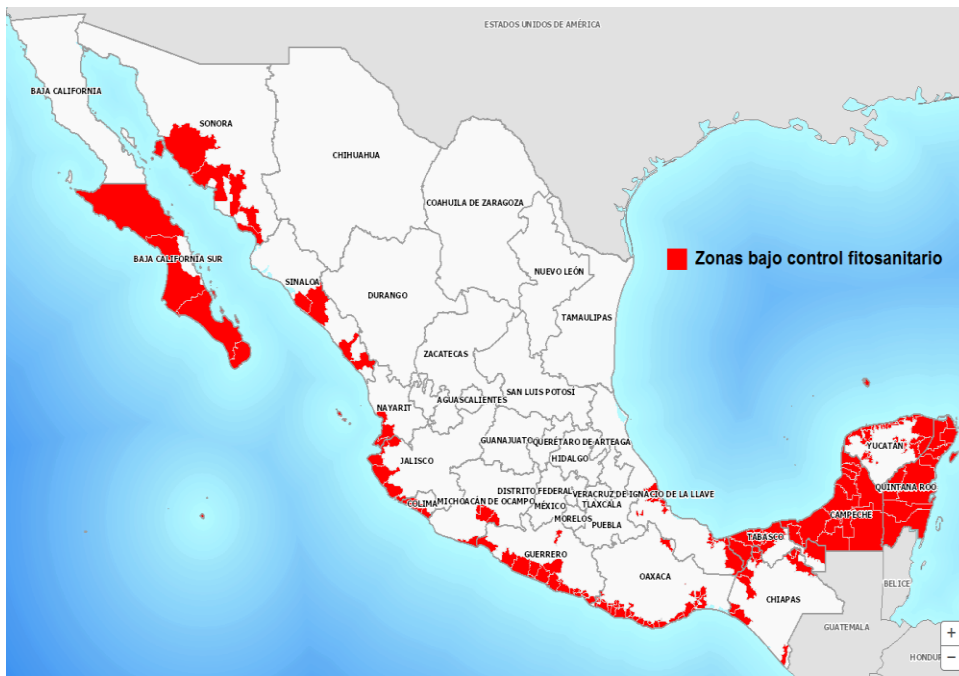 ESTADOS UNIDOS DE AMÉRICA
BAJA CALIFORNIA
SONORA
CHIHUAHUA
COAHUILA DE ZARAGOZA
Zonas bajo control fitosanitario
BAJA CALIFORNIA SUR
NUEVO LEÓN
SINALOA
DURANGO
TAMAULIPAS
ZACATECAS
SAN LUIS POTOSÍ
AGUASCALIENTES
NAYARIT
GUANAJUATO
QUERÉTARO DE ARTEAGA
YUCATÁN
HIDALGO
JALISCO
QUINTANA ROO
DISTRITO FEDERAL
VERACRUZ DE IGNACIO DE LA LLAVE
COLIMA
MICHOACÁN DE OCAMPO
MÉXICO
TLAXCALA
CAMPECHE
MORELOS
PUEBLA
TABASCO
GUERRERO
OAXACA
BELICE
CHIAPAS
GUATEMALA
+
−
HONDUR